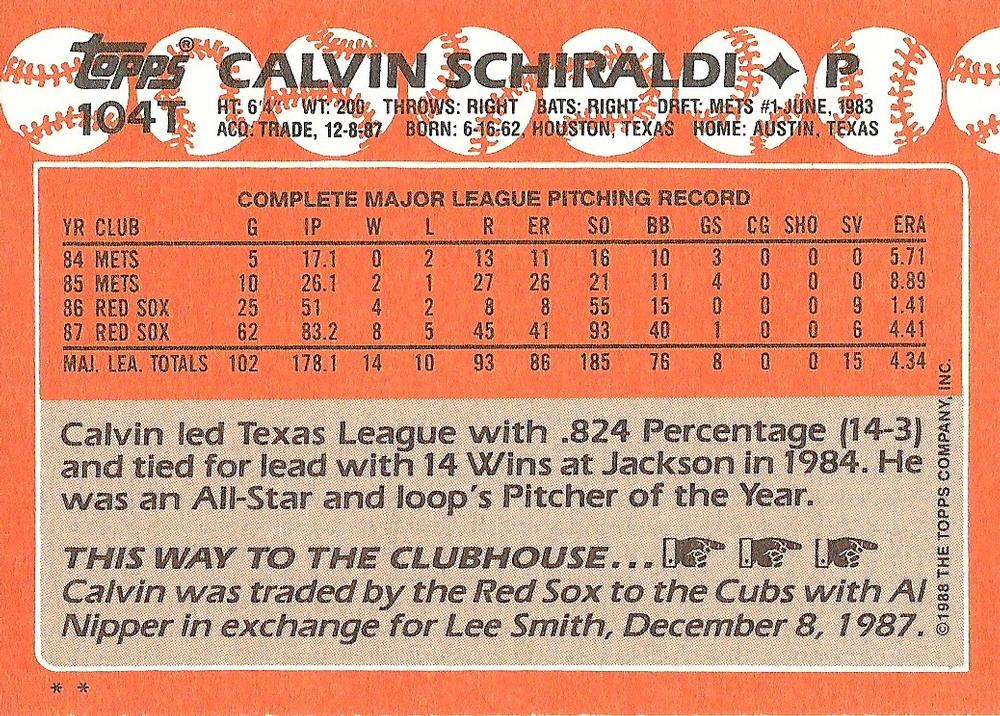 Topps® CALVIN SCHIRALDI ✦ P
104T
HT: 6'4" WT: 200 THROWS: RIGHT BATS: RIGHT DRFT: METS #1-JUNE, 1983
ACQ: TRADE, 12-8-87 BORN: 6-16-62, HOUSTON, TEXAS HOME: AUSTIN, TEXAS
COMPLETE MAJOR LEAGUE PITCHING RECORD
YR CLUB G IP W L R ER SO BB GS CG SHO SV ERA
84 METS 5 17.1 0 2 13 11 16 10 3 0 0 0 5.71
85 METS 10 26.1 2 1 27 26 21 11 4 0 0 0 8.89
86 RED SOX 25 51 4 2 8 8 55 15 0 0 0 9 1.41
87 RED SOX 62 83.2 8 5 45 41 93 40 1 0 0 6 4.41
MAJ. LEA. TOTALS 102 178.1 14 10 93 86 185 76 8 0 0 15 4.34
Calvin led Texas League with .824 Percentage (14-3)
and tied for lead with 14 Wins at Jackson in 1984. He
was an All-Star and loop's Pitcher of the Year.
THIS WAY TO THE CLUBHOUSE...
Calvin was traded by the Red Sox to the Cubs with Al
Nipper in exchange for Lee Smith, December 8, 1987.
©1988 THE TOPPS COMPANY, INC.
* *